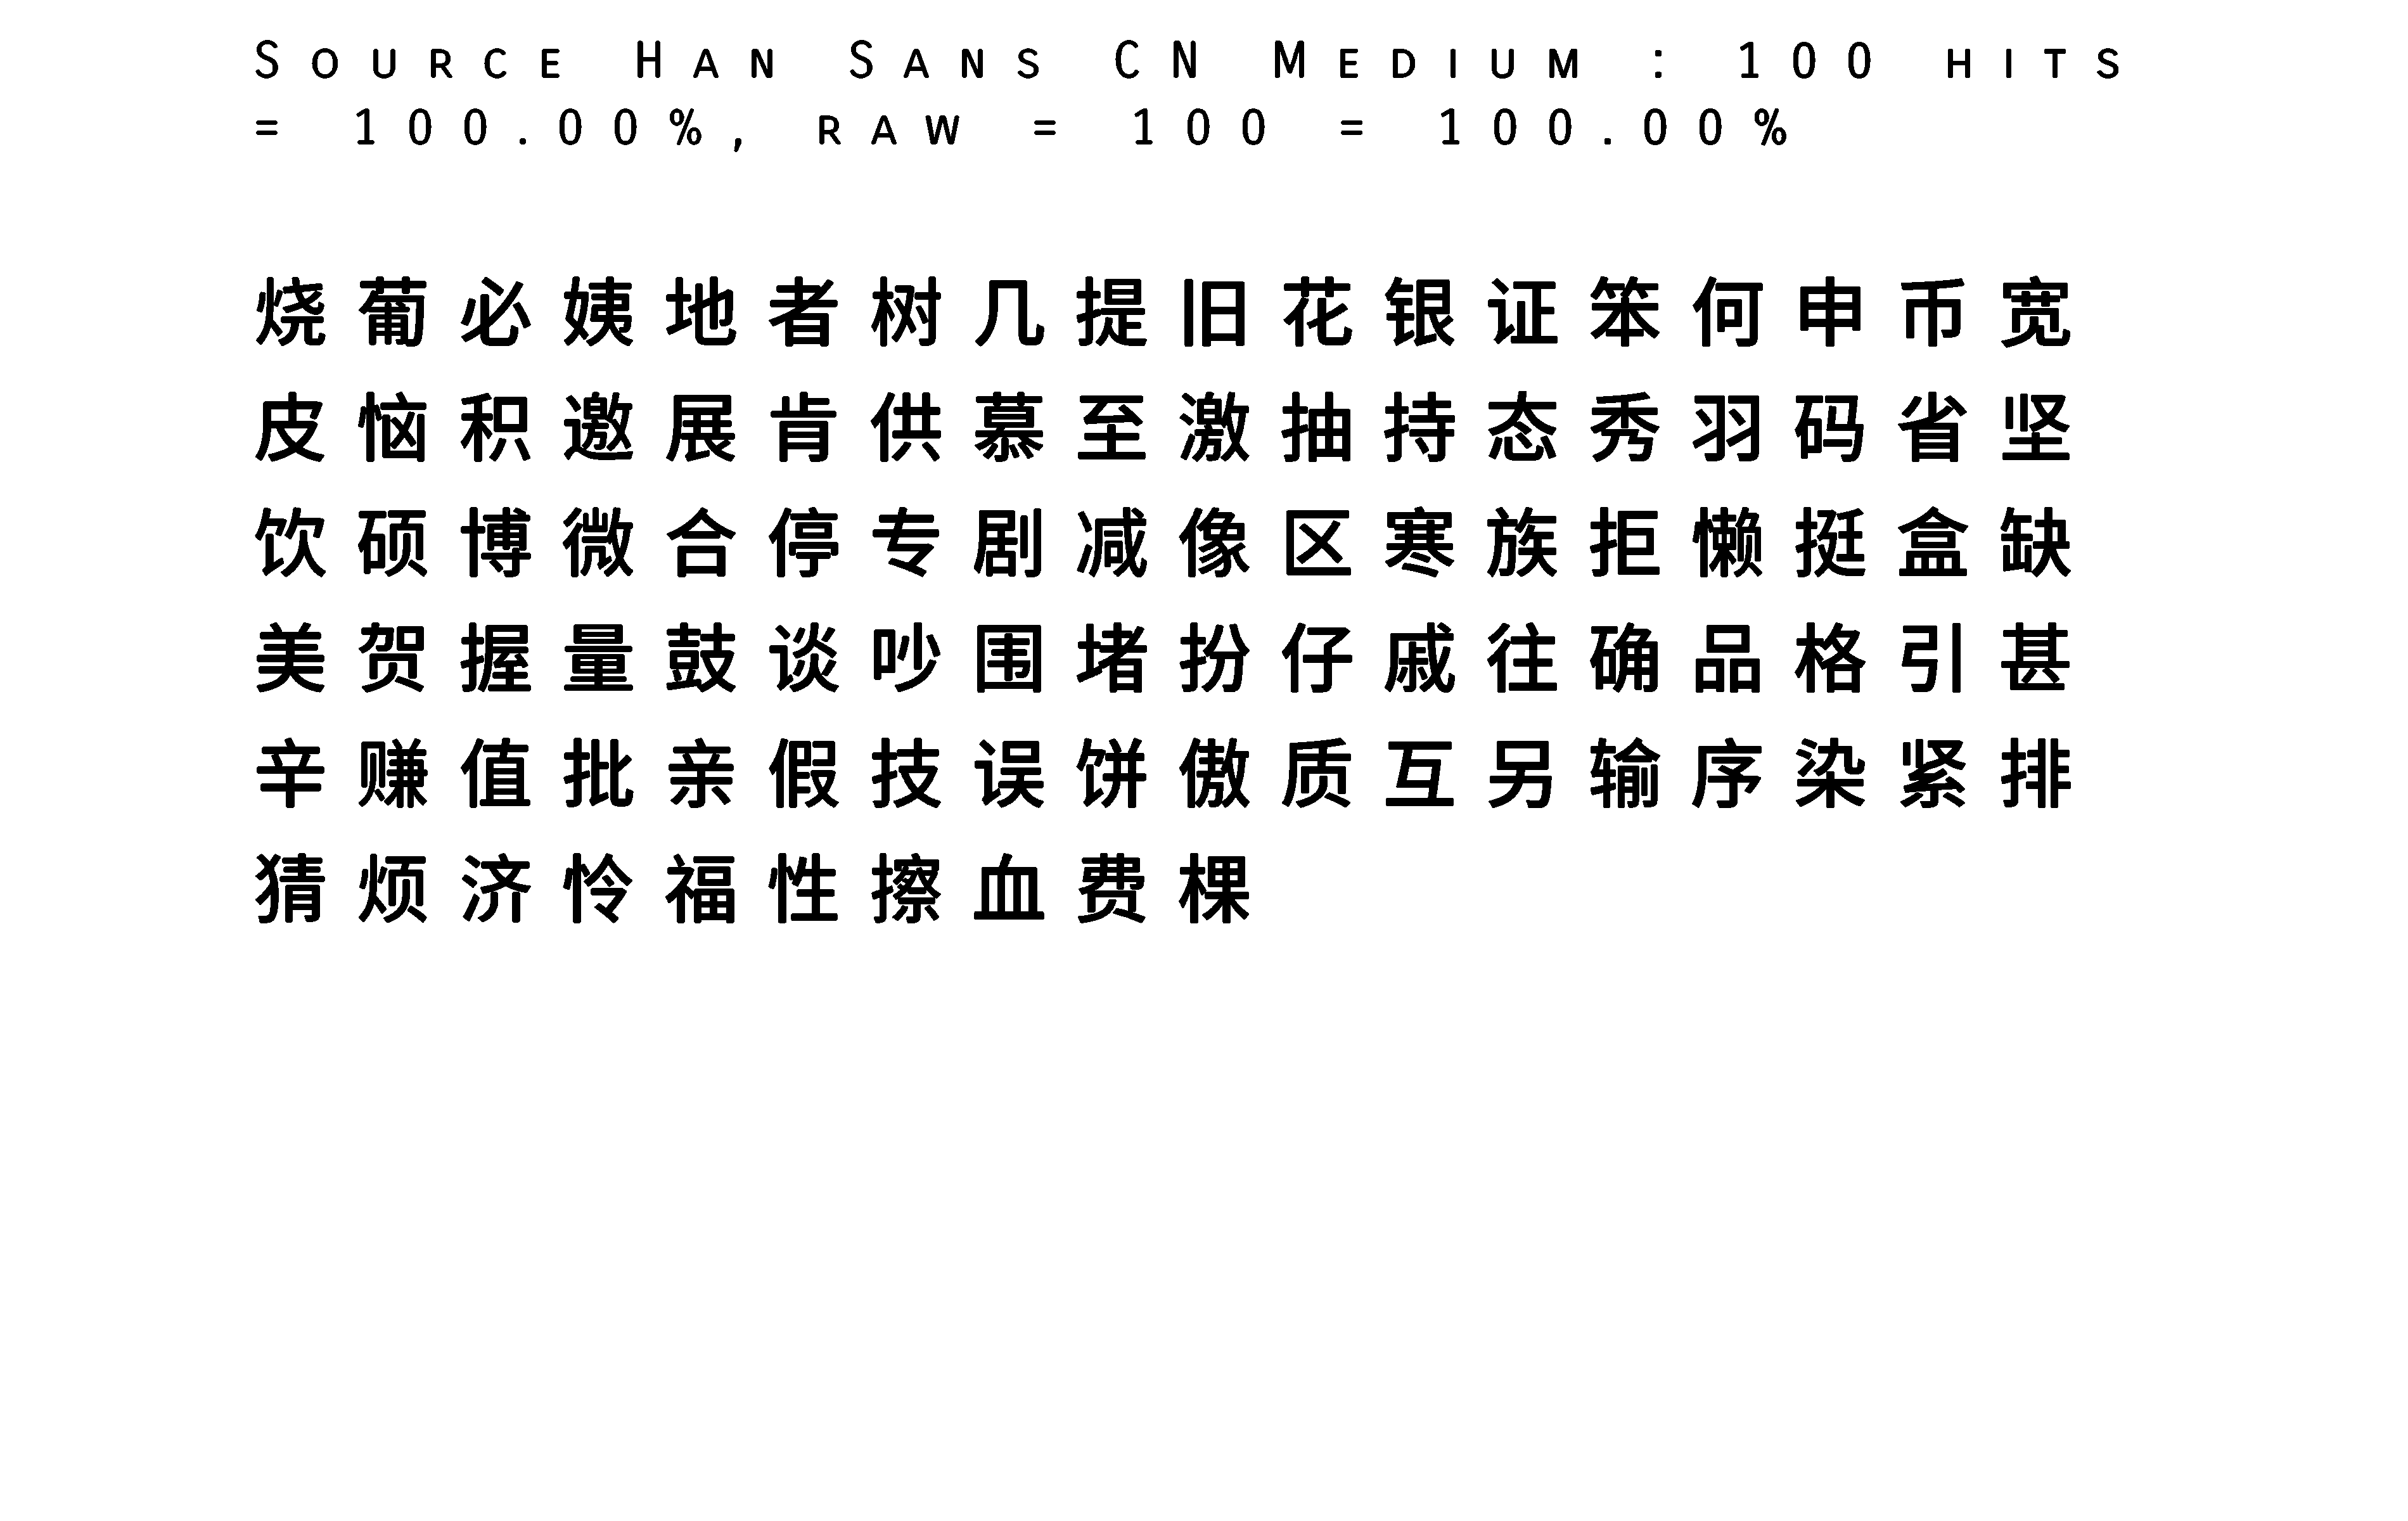 Source Han Sans CN Medium : 100 hits
= 100.00%, raw = 100 = 100.00%
烧葡必姨地者树几提旧花银证笨何申币宽
皮恼积邀展肯供慕至激抽持态秀羽码省坚
饮硕博微合停专剧减像区寒族拒懒挺盒缺
美贺握量鼓谈吵围堵扮仔戚往确品格引甚
辛赚值批亲假技误饼傲质互另输序染紧排
猜烦济怜福性擦血费棵